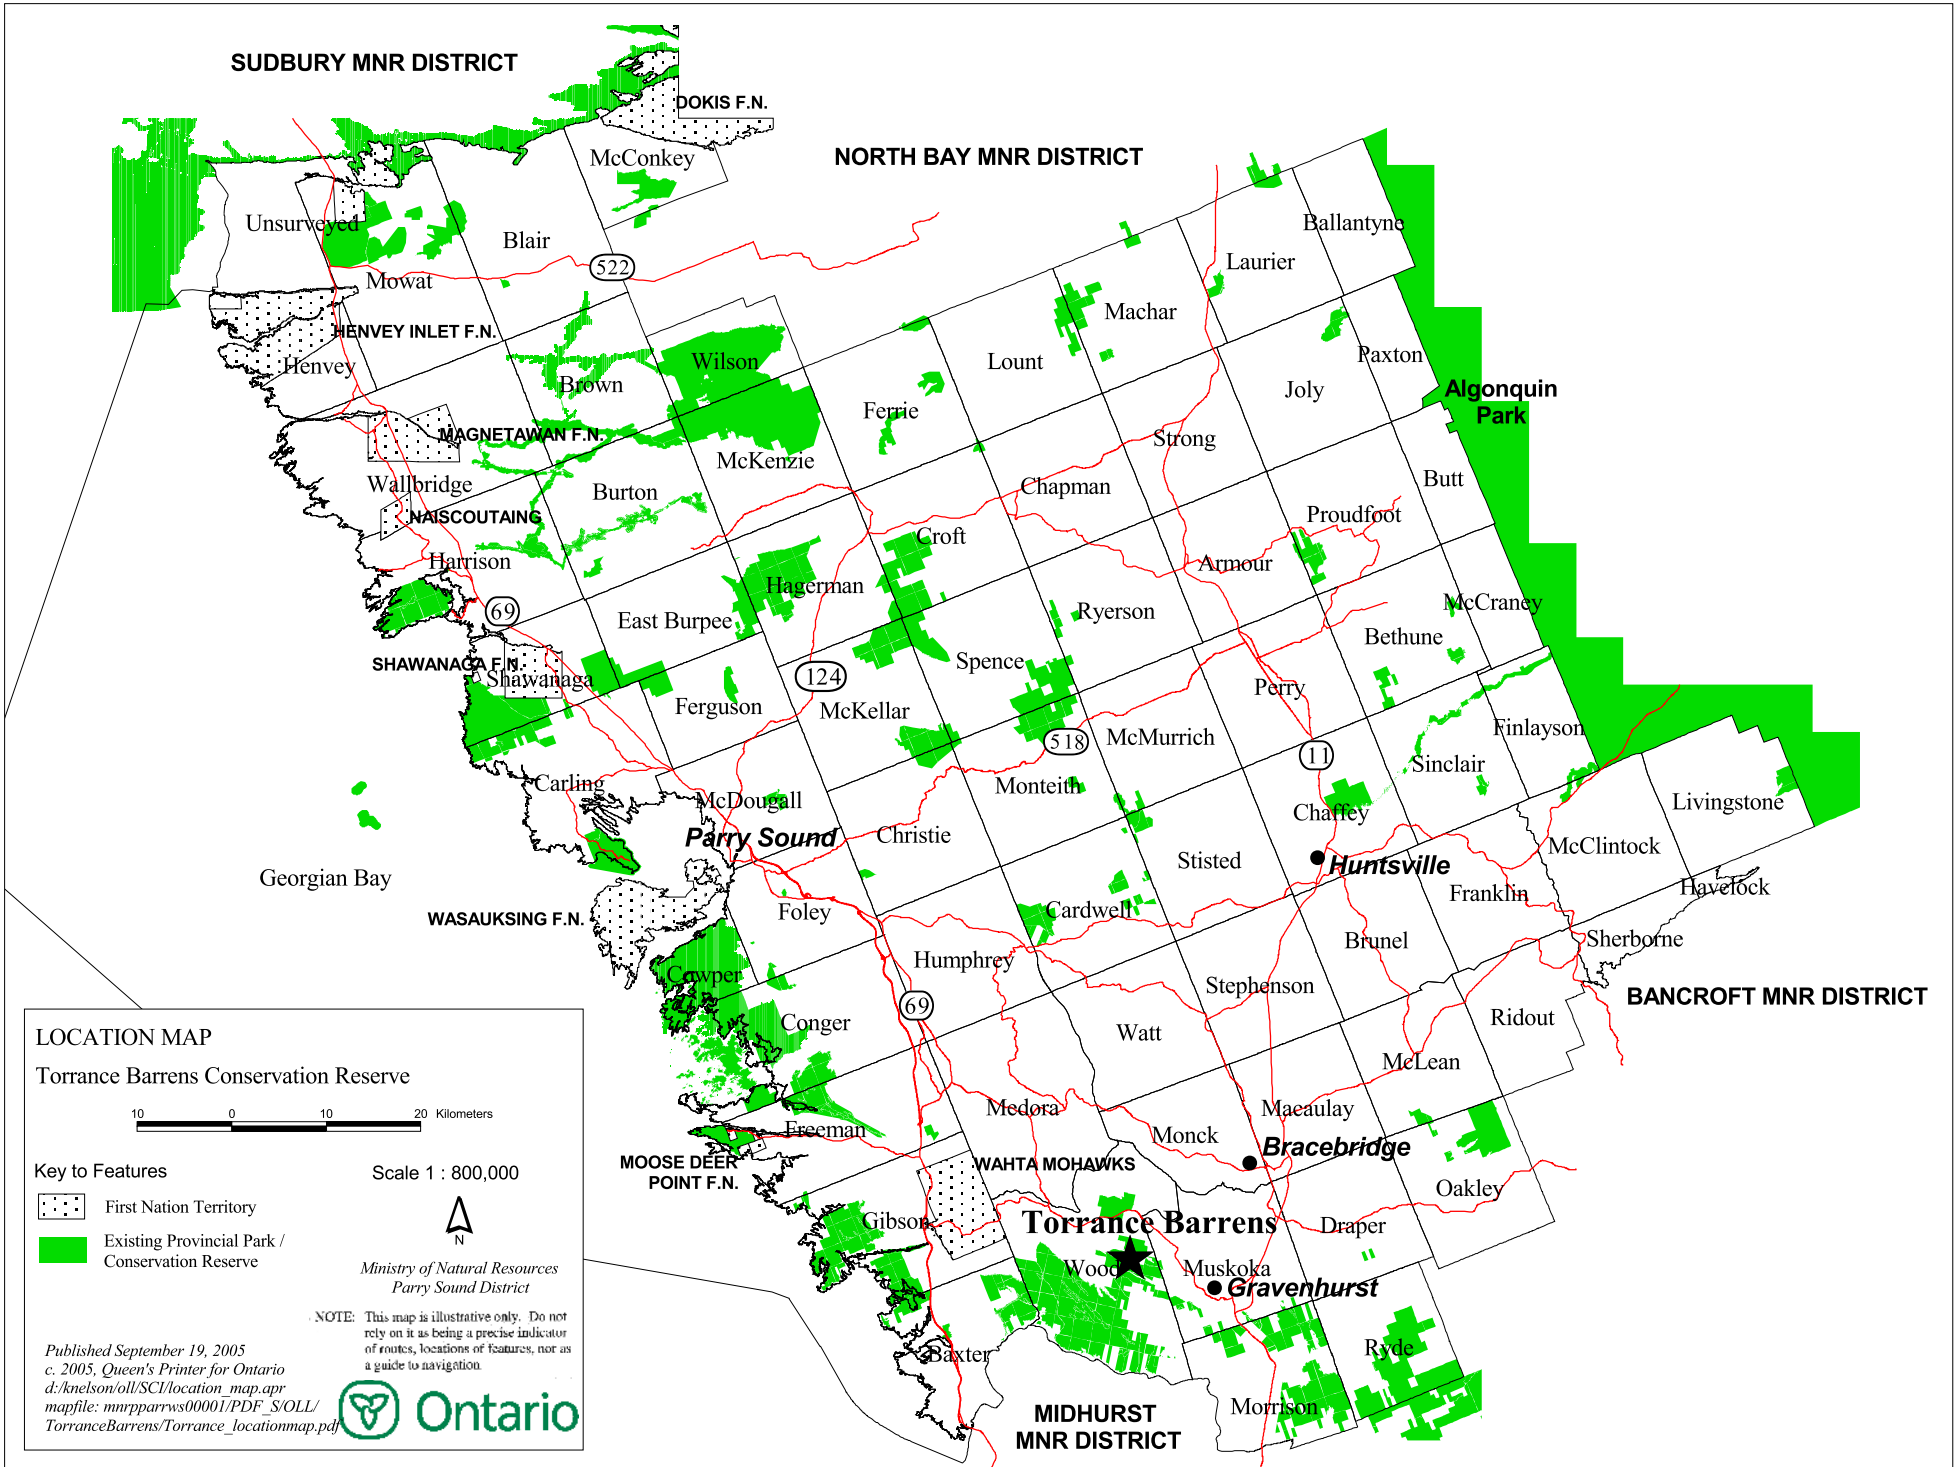 SUDBURY MNR DISTRICT
DOKIS F.N.
McConkey
NORTH BAY MNR DISTRICT
Unsurveyed
Blair
Ballantyne
522
Laurier
Mowat
Machar
HENVEY INLET F.N.
Henvey
Wilson
Lount
Paxton
Brown
Joly
Algonquin
Park
Ferrie
MAGNETAWAN F.N.
Strong
McKenzie
Wallbridge
Burton
Chapman
Butt
NAISCOUTAING
Proudfoot
Croft
Harrison
Armour
Hagerman
69
East Burpee
Ryerson
McCraney
Bethune
SHAWANAGA F.N.
Shawanaga
Spence
124
Perry
Ferguson
McKellar
518
McMurrich
Finlayson
11
Sinclair
Carling
Monteith
McDougall
Livingstone
Chaffey
Parry Sound
Christie
McClintock
Stisted
Huntsville
Georgian Bay
Franklin
Havelock
WASAUKSING F.N.
Foley
Cardwell
Brunel
Sherborne
Humphrey
Cowper
Stephenson
BANCROFT MNR DISTRICT
69
Conger
Watt
Ridout
McLean
Medora
Macaulay
Freeman
Monck
Bracebridge
MOOSE DEER
POINT F.N.
WAHTA MOHAWKS
Oakley
Gibson
Torrance Barrens
Draper
Wood
Muskoka
Gravenhurst
Baxter
Ryde
Morrison
MIDHURST
MNR DISTRICT
LOCATION MAP
Torrance Barrens Conservation Reserve
10 0 10 20 Kilometers
Key to Features
Scale 1 : 800,000
First Nation Territory
N
Existing Provincial Park /
Conservation Reserve
Ministry of Natural Resources
Parry Sound District
NOTE: This map is illustrative only. Do not
rely on it as being a precise indicator
of routes, locations of features, nor as
a guide to navigation.
Published September 19, 2005
c. 2005, Queen's Printer for Ontario
d:/knelson/oll/SCI/location_map.apr
mapfile: mnrpparrws00001/PDF_S/OLL/
TorranceBarrens/Torrance_locationmap.pdf
Ontario